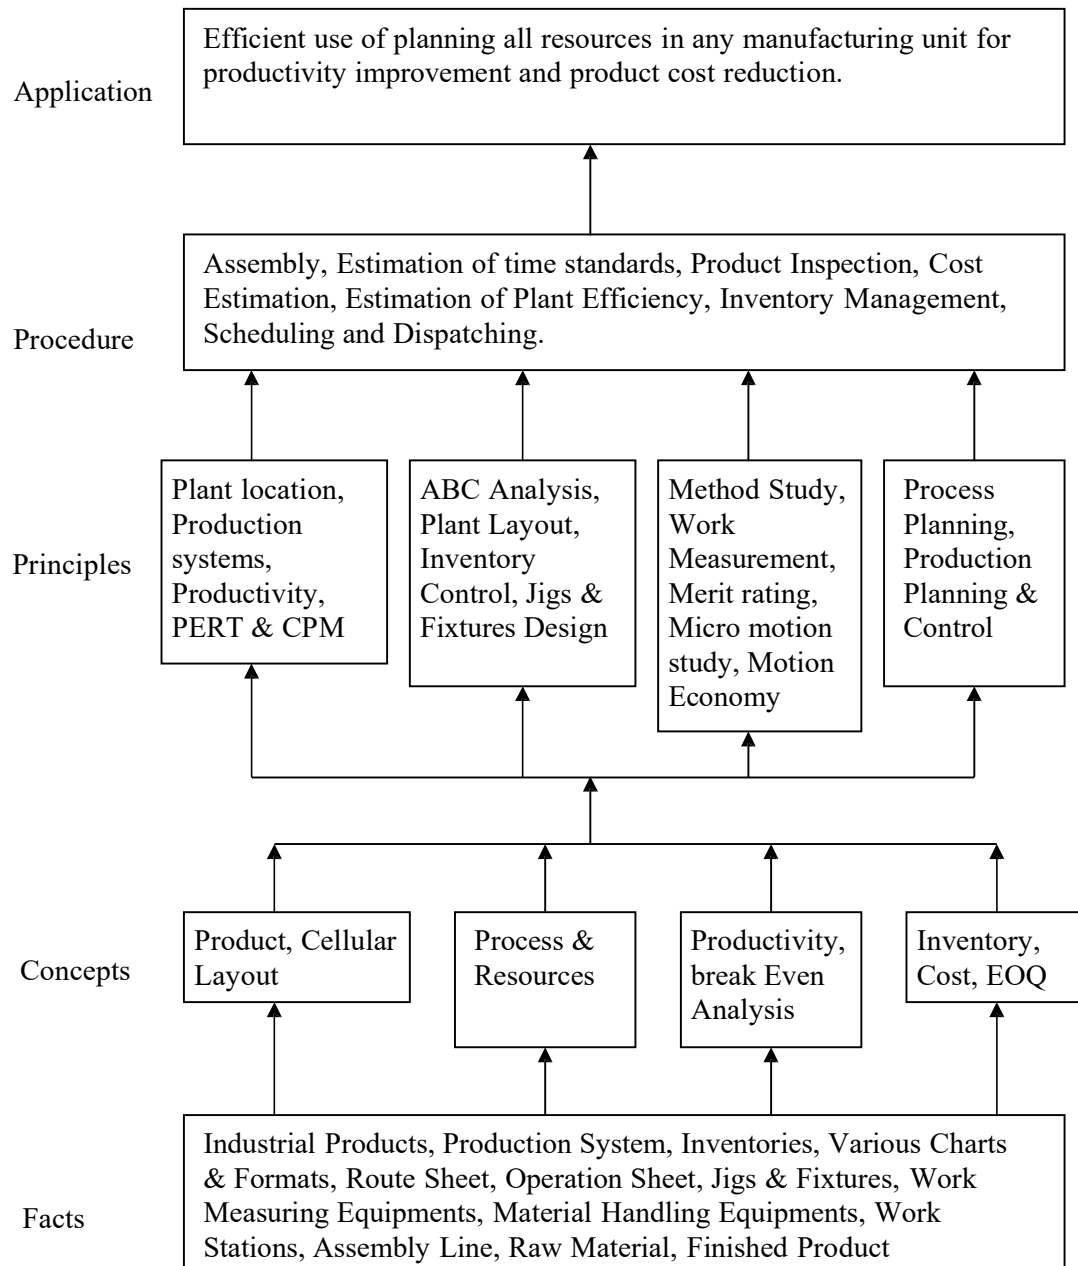 Application
Efficient use of planning all resources in any manufacturing unit for
productivity improvement and product cost reduction.
Procedure
Assembly, Estimation of time standards, Product Inspection, Cost
Estimation, Estimation of Plant Efficiency, Inventory Management,
Scheduling and Dispatching.
Principles
Plant location,
Production
systems,
Productivity,
PERT & CPM
ABC Analysis,
Plant Layout,
Inventory
Control, Jigs &
Fixtures Design
Method Study,
Work
Measurement,
Merit rating,
Micro motion
study, Motion
Economy
Process
Planning,
Production
Planning &
Control
Concepts
Product, Cellular
Layout
Process &
Resources
Productivity,
break Even
Analysis
Inventory,
Cost, EOQ
Facts
Industrial Products, Production System, Inventories, Various Charts
& Formats, Route Sheet, Operation Sheet, Jigs & Fixtures, Work
Measuring Equipments, Material Handling Equipments, Work
Stations, Assembly Line, Raw Material, Finished Product